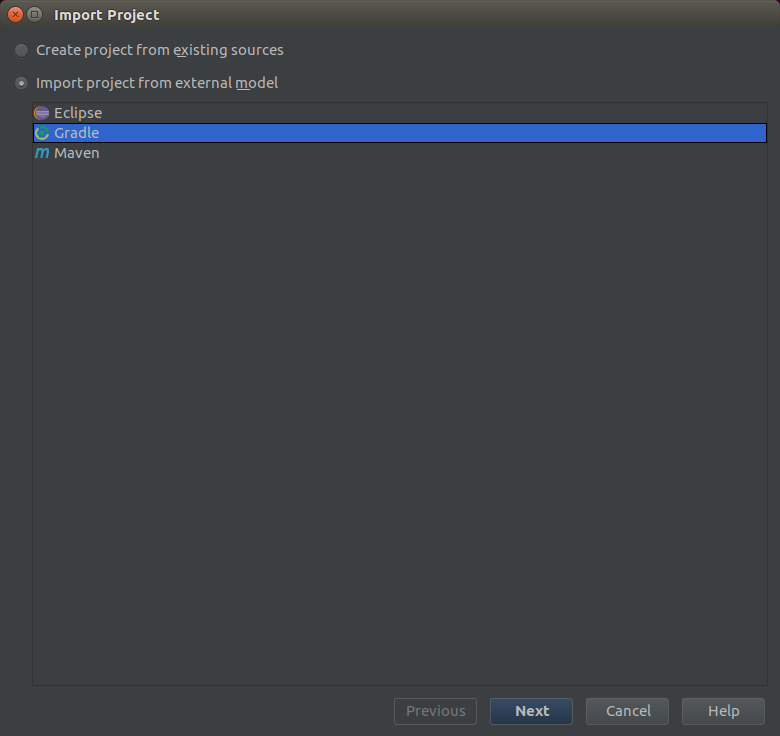 Import Project
Create project from existing sources
Import project from external model
Eclipse
Gradle
Maven
Previous Next Cancel Help